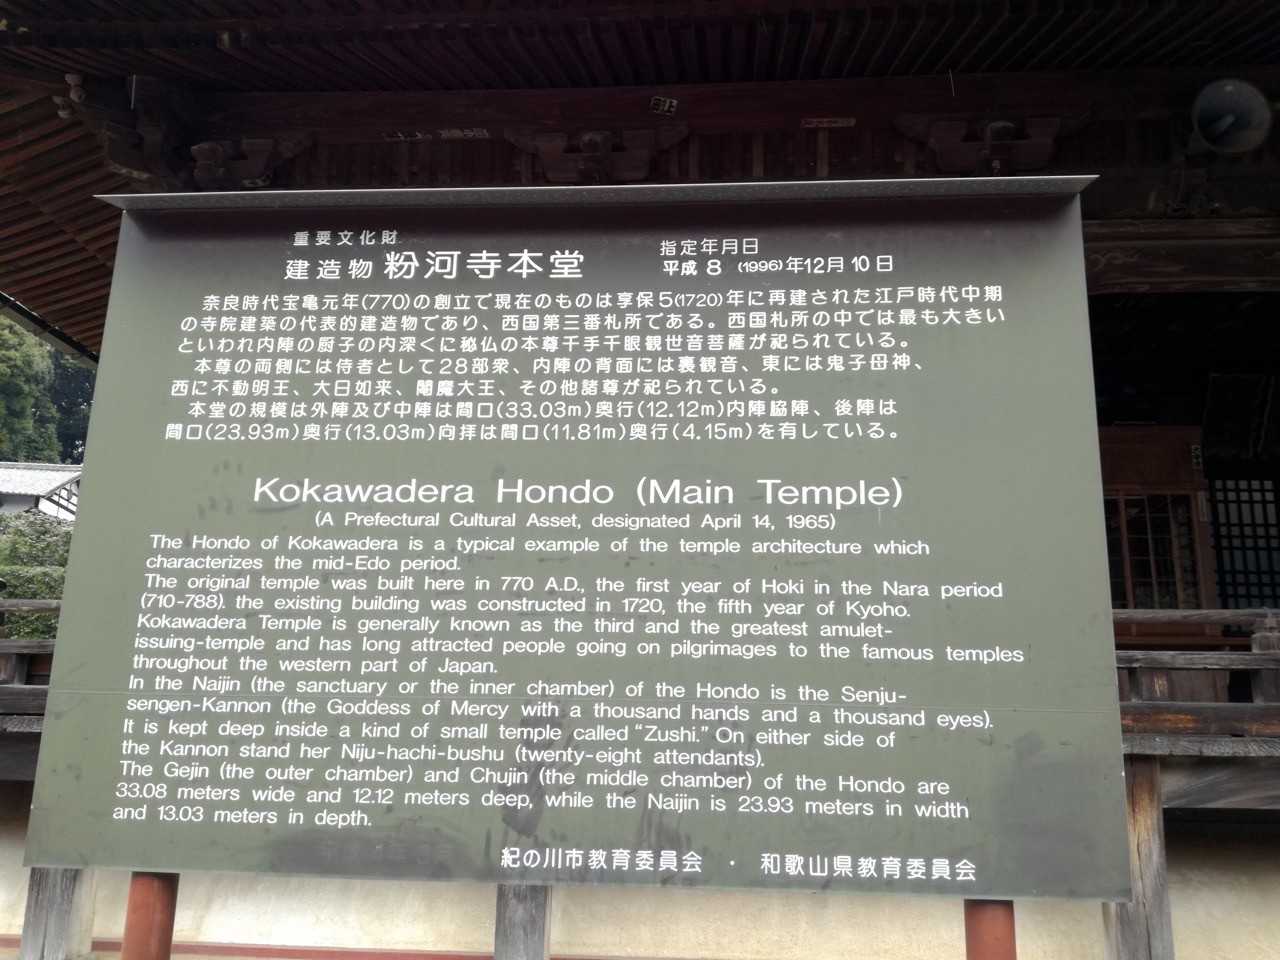 重要文化財
建造物 粉河寺本堂
指定年月日
平成 8 (1996)年12月 10日
奈良時代宝亀元年(770)の創立で現在のものは享保5(1720)年に再建された江戸時代中期
の寺院建築の代表的建造物であり、西国第三番札所である。西国札所の中では最も大きい
といわれ内陣の厨子の内深くに秘仏の本尊千手千眼観世音菩薩が祀られている。
本尊の両側には侍者として28部衆、内陣の背面には裏観音、東には鬼子母神、
西に不動明王、大日如来、閻魔大王、その他諸尊が祀られている。
本堂の規模は外陣及び中陣は間口(33.03m)奥行(12.12m)内陣脇陣、後陣は
間口(23.93m)奥行(13.03m)向拝は間口(11.81m)奥行(4.15m)を有している。
Kokawadera Hondo (Main Temple)
(A Prefectural Cultural Asset, designated April 14, 1965)
The Hondo of Kokawadera is a typical example of the temple architecture which
characterizes the mid-Edo period.
The original temple was built here in 770 A.D., the first year of Hoki in the Nara period
(710-788). the existing building was constructed in 1720, the fifth year of Kyoho.
Kokawadera Temple is generally known as the third and the greatest amulet-
issuing-temple and has long attracted people going on pilgrimages to the famous temples
throughout the western part of Japan.
In the Naijin (the sanctuary or the inner chamber) of the Hondo is the Senju-
sengen-Kannon (the Goddess of Mercy with a thousand hands and a thousand eyes).
It is kept deep inside a kind of small temple called "Zushi." On either side of
the Kannon stand her Niju-hachi-bushu (twenty-eight attendants).
The Gejin (the outer chamber) and Chujin (the middle chamber) of the Hondo are
33.08 meters wide and 12.12 meters deep, while the Naijin is 23.93 meters in width
and 13.03 meters in depth.
紀の川市教育委員会 ・ 和歌山県教育委員会